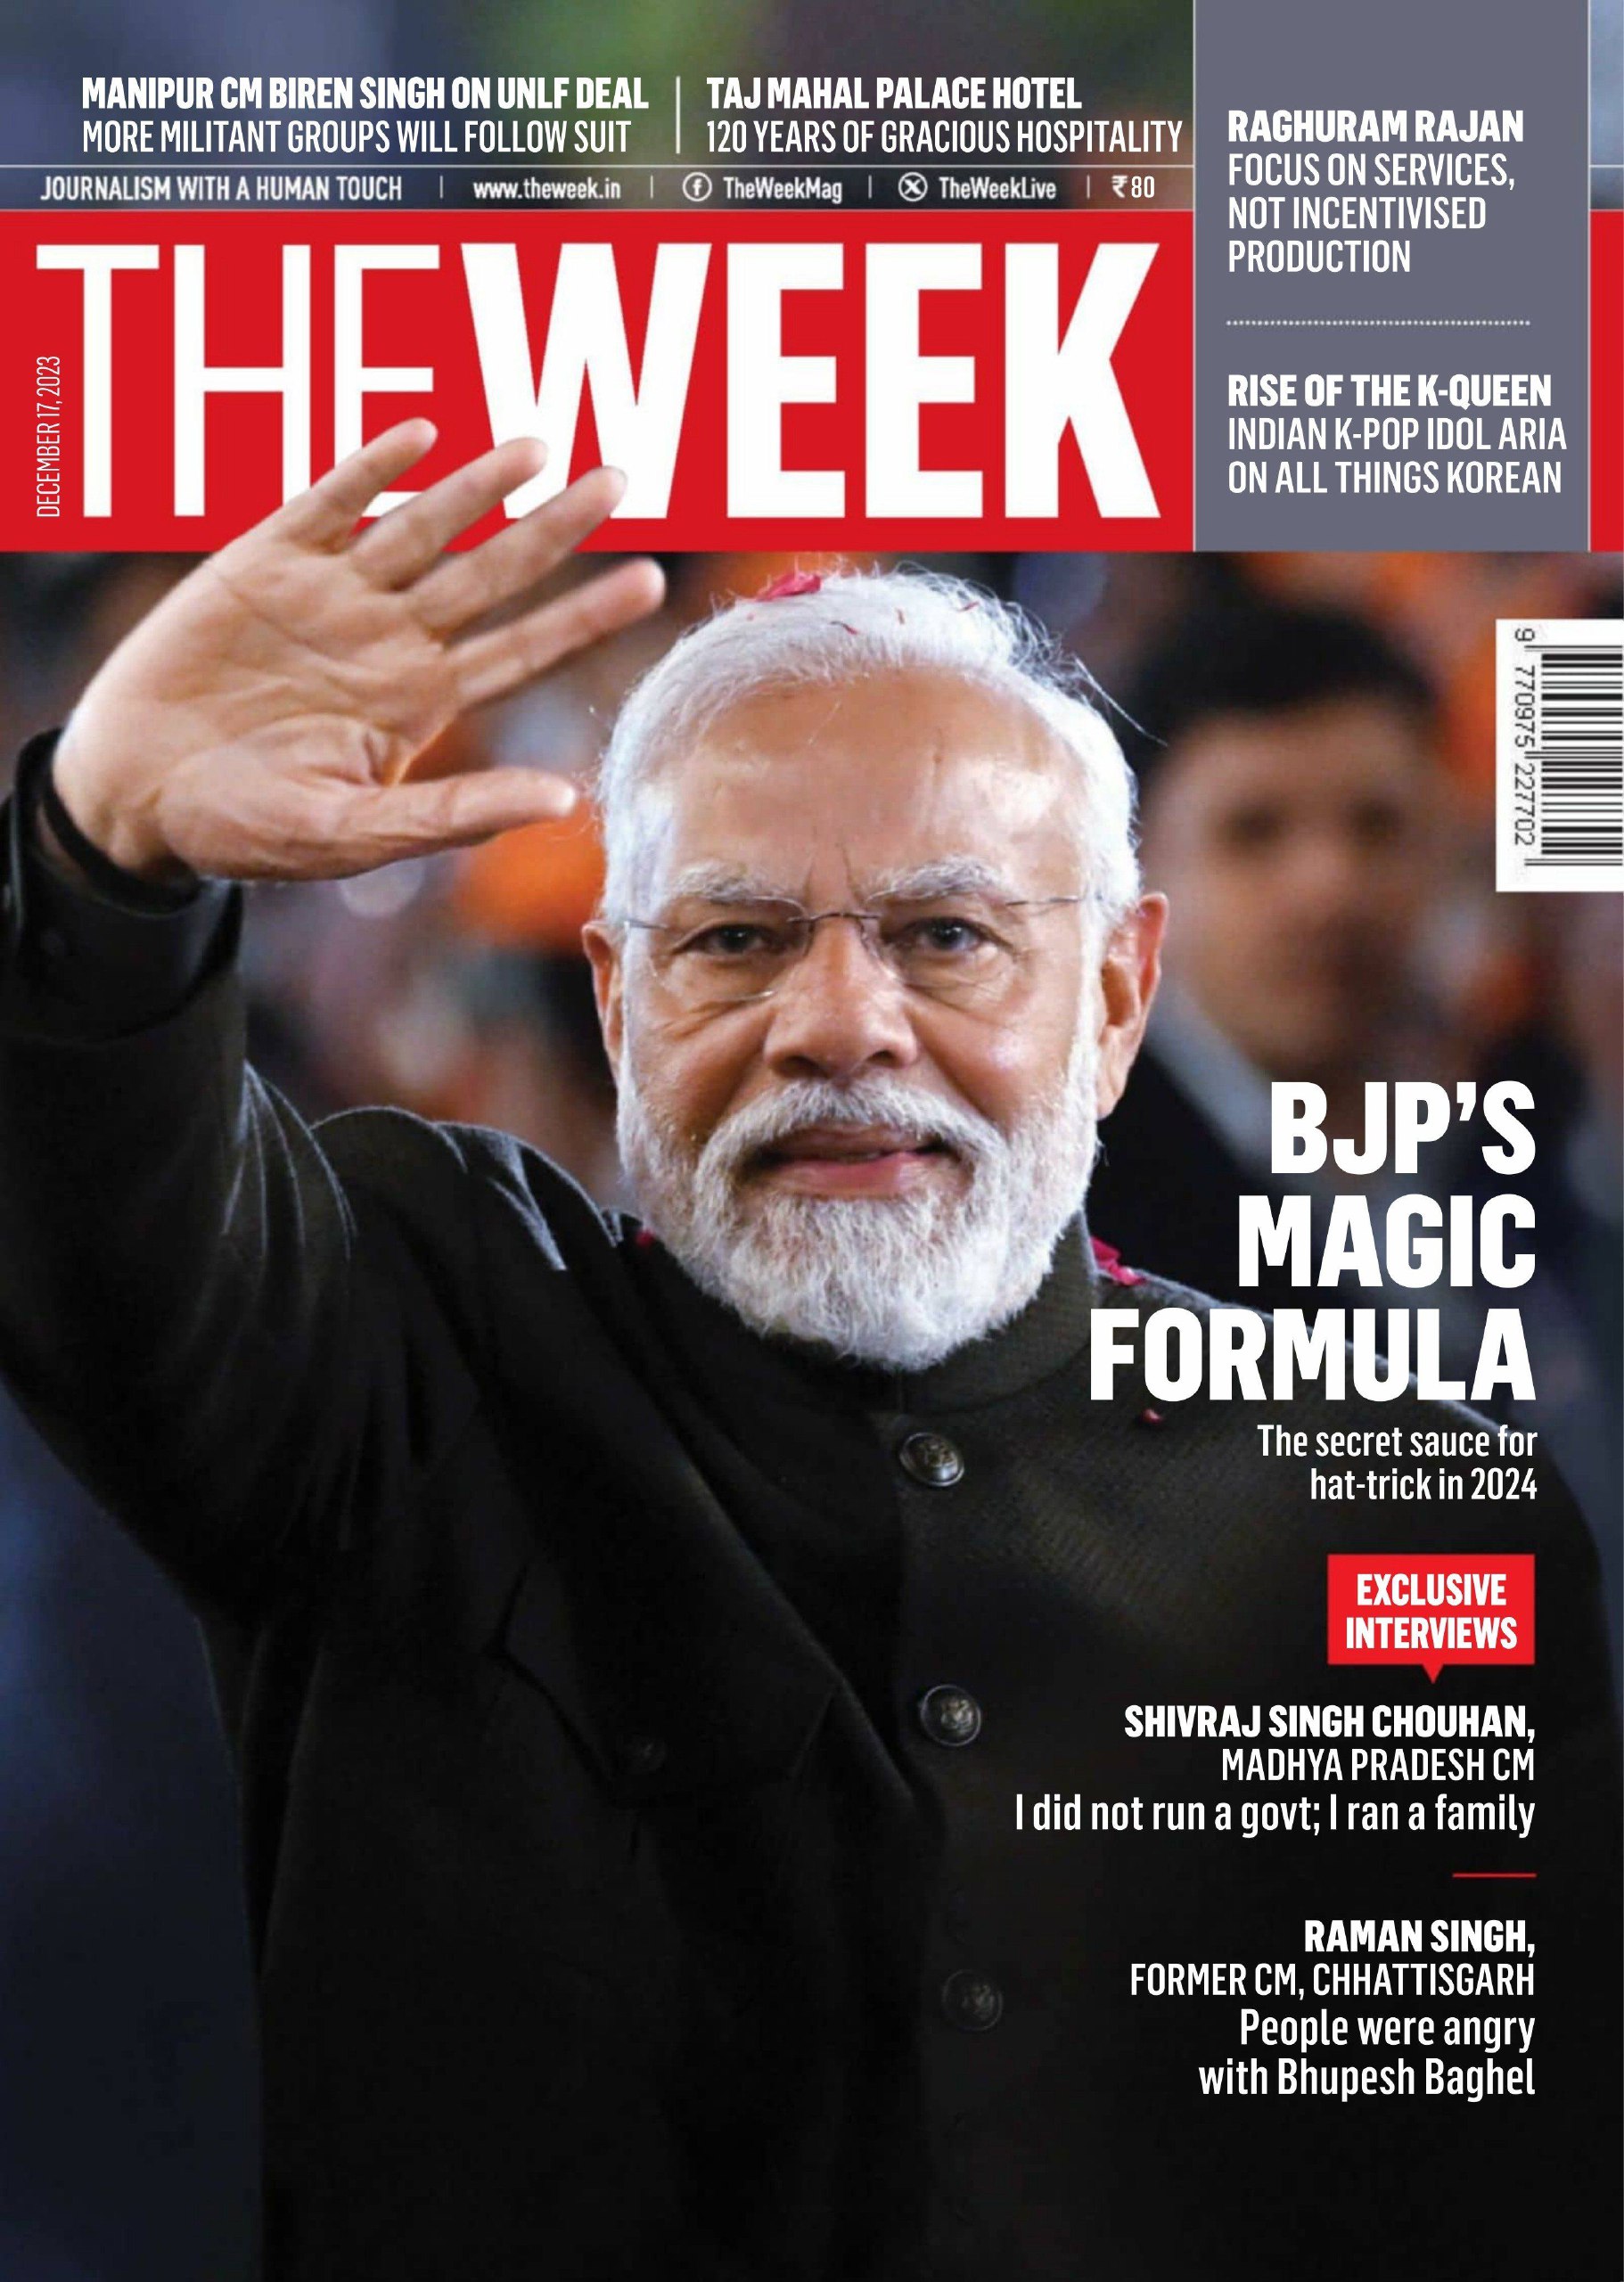 MANIPUR CM BIREN SINGH ON UNLF DEAL
MORE MILITANT GROUPS WILL FOLLOW SUIT
TAJ MAHAL PALACE HOTEL
120 YEARS OF GRACIOUS HOSPITALITY
JOURNALISM WITH A HUMAN TOUCH | www.theweek.in | TheWeekMag | TheWeekLive | ₹80
RAGHURAM RAJAN
FOCUS ON SERVICES,
NOT INCENTIVISED
PRODUCTION
RISE OF THE K-QUEEN
INDIAN K-POP IDOL ARIA
ON ALL THINGS KOREAN
DECEMBER 17, 2023
THE WEEK
9 770975 227702
BJP'S
MAGIC
FORMULA
The secret sauce for
hat-trick in 2024
EXCLUSIVE
INTERVIEWS
SHIVRAJ SINGH CHOUHAN,
MADHYA PRADESH CM
I did not run a govt; I ran a family
RAMAN SINGH,
FORMER CM, CHHATTISGARH
People were angry
with Bhupesh Baghel